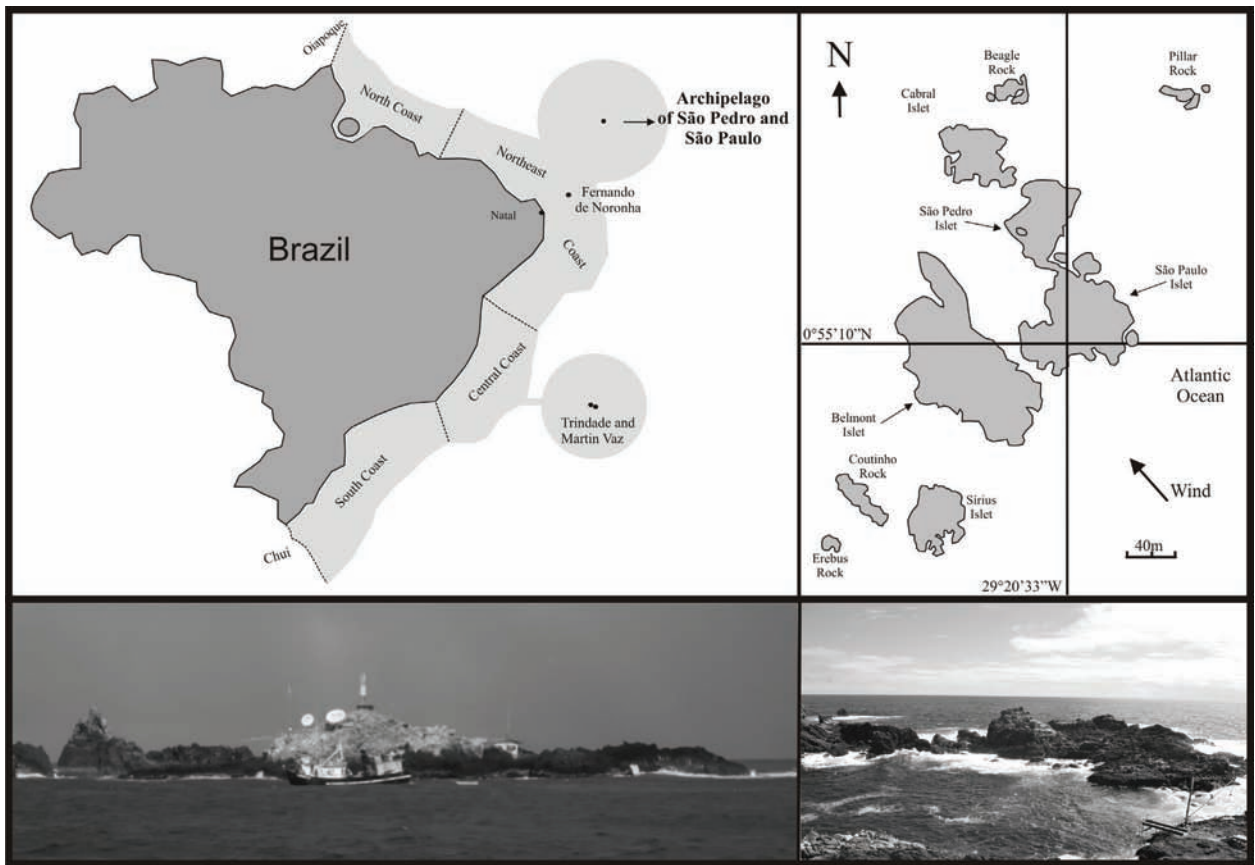 Oiapoque
North Coast
Northeast
Coast
Archipelago
of São Pedro and
São Paulo
Fernando
de Noronha
Natal
Brazil
Central Coast
Trindade and
Martin Vaz
South Coast
Chuí
N
Beagle
Rock
Pillar
Rock
Cabral
Islet
São Pedro
Islet
São Paulo
Islet
0°55'10"N
Atlantic
Ocean
Belmont
Islet
Coutinho
Rock
Wind
Sírius
Islet
Erebus
Rock
40m
29°20'33"W